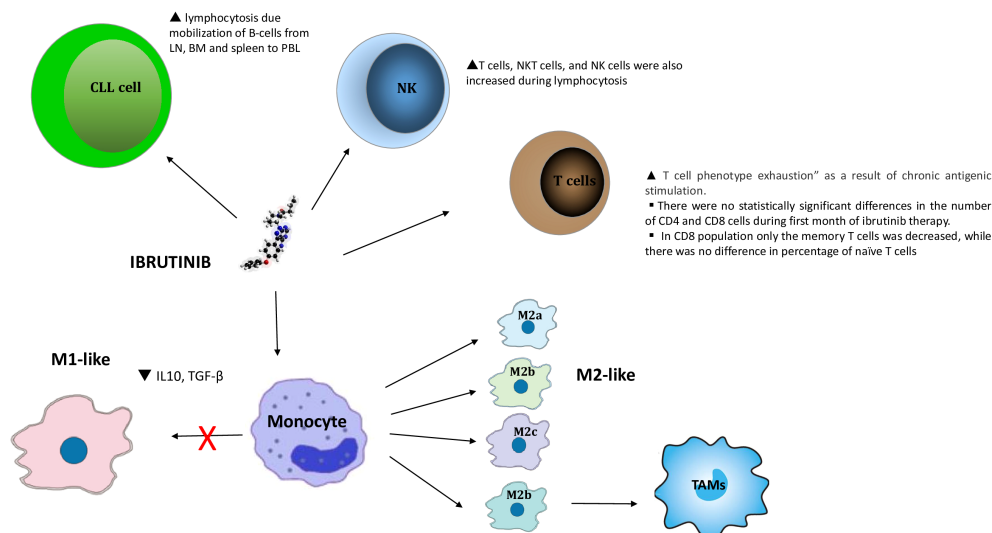 ▲ lymphocytosis due
mobilization of B-cells from
LN, BM and spleen to PBL
CLL cell
NK
▲T cells, NKT cells, and NK cells were also
increased during lymphocytosis
T cells
▲ T cell phenotype exhaustion” as a result of chronic antigenic
stimulation.
▪ There were no statistically significant differences in the number
of CD4 and CD8 cells during first month of ibrutinib therapy.
▪ In CD8 population only the memory T cells was decreased, while
there was no difference in percentage of naïve T cells
IBRUTINIB
M1-like
▼ IL10, TGF-β
Monocyte
M2a
M2b
M2-like
M2c
M2b
TAMs